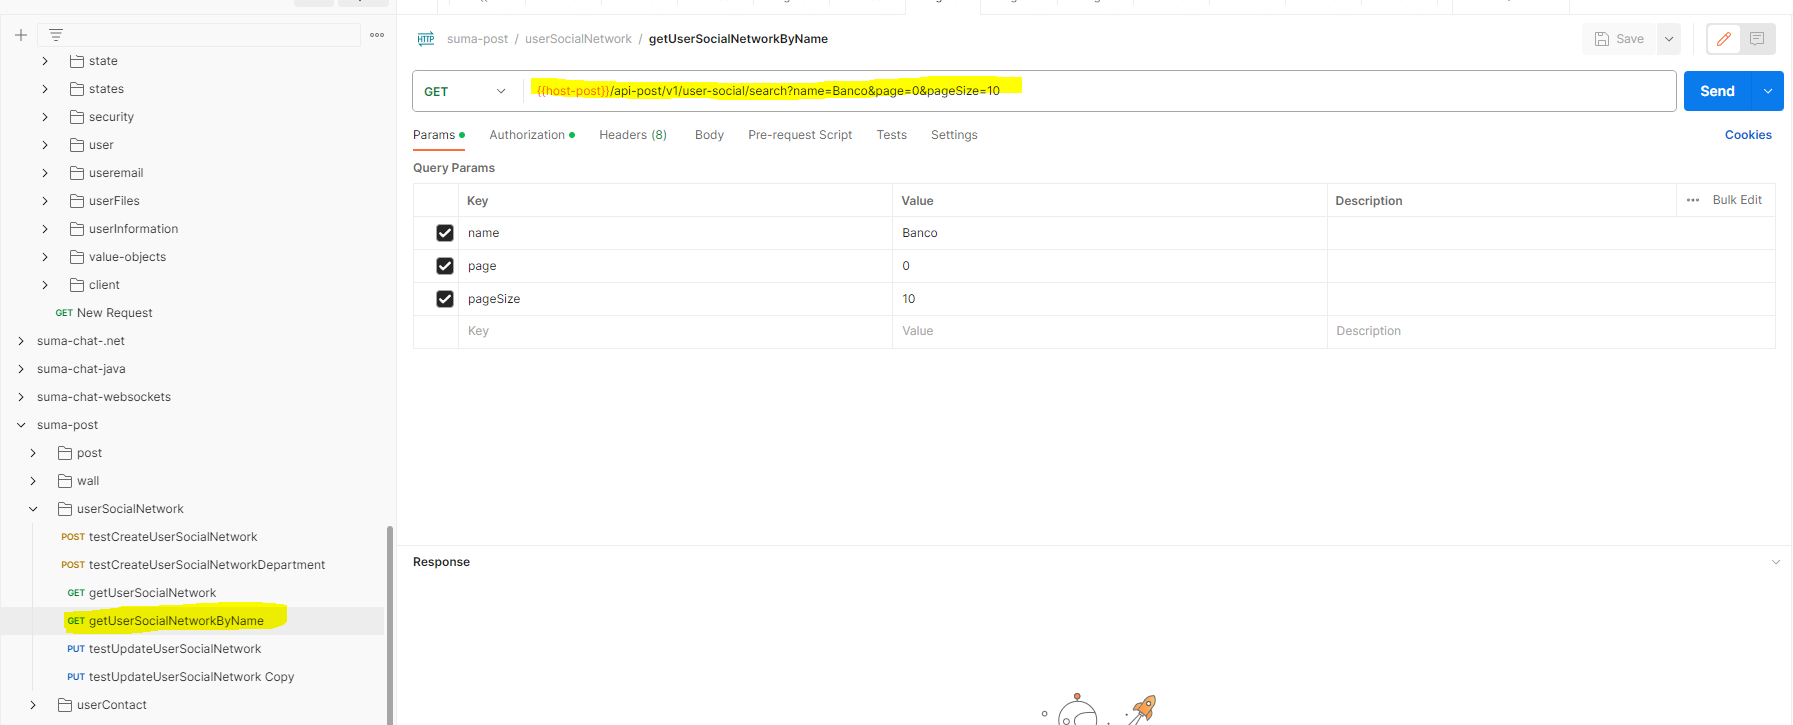 state
states
security
user
useremail
userFiles
userInformation
value-objects
client
GET New Request
suma-chat-.net
suma-chat-java
suma-chat-websockets
suma-post
post
wall
userSocialNetwork
POST testCreateUserSocialNetwork
POST testCreateUserSocialNetworkDepartment
GET getUserSocialNetwork
GET getUserSocialNetworkByName
PUT testUpdateUserSocialNetwork
PUT testUpdateUserSocialNetwork Copy
userContact
HTTP suma-post / userSocialNetwork / getUserSocialNetworkByName
Save
GET {{host-post}}/api-post/v1/user-social/search?name=Banco&page=0&pageSize=10 Send
Params Authorization Headers (8) Body Pre-request Script Tests Settings Cookies
Query Params
Key Value Description Bulk Edit
name Banco
page 0
pageSize 10
Key Value Description
Response